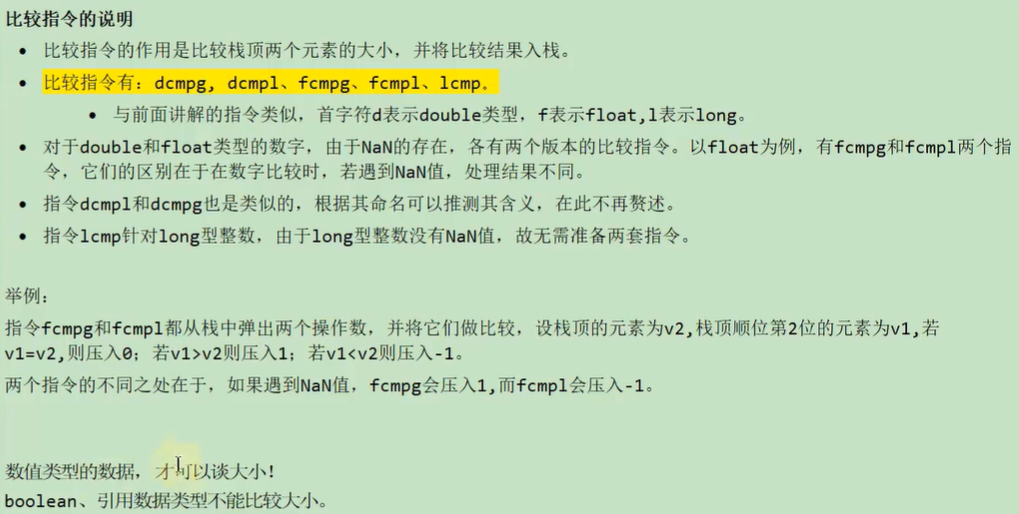 比较指令的说明
• 比较指令的作用是比较栈顶两个元素的大小，并将比较结果入栈。
• 比较指令有：dcmpg, dcmpl、fcmpg、fcmpl、lcmp。
• 与前面讲解的指令类似，首字符d表示double类型，f表示float,l表示long。
• 对于double和float类型的数字，由于NaN的存在，各有两个版本的比较指令。以float为例，有fcmpg和fcmpl两个指
令，它们的区别在于在数字比较时，若遇到NaN值，处理结果不同。
• 指令dcmpl和dcmpg也是类似的，根据其命名可以推测其含义，在此不再赘述。
• 指令lcmp针对long型整数，由于long型整数没有NaN值，故无需准备两套指令。
举例：
指令fcmpg和fcmpl都从栈中弹出两个操作数，并将它们做比较，设栈顶的元素为v2,栈顶顺位第2位的元素为v1,若
v1=v2,则压入0；若v1>v2则压入1；若v1<v2则压入-1。
两个指令的不同之处在于，如果遇到NaN值，fcmpg会压入1,而fcmpl会压入-1。
数值类型的数据，才可以谈大小！
boolean、引用数据类型不能比较大小。